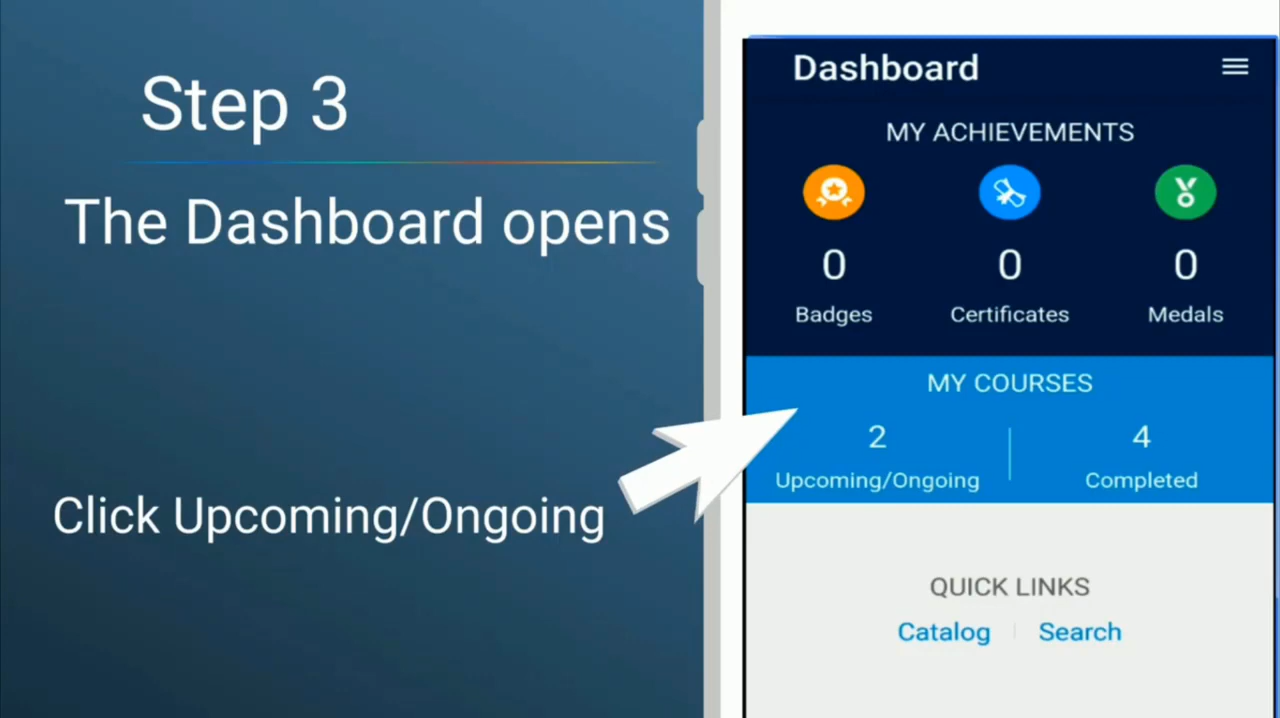 Step 3
The Dashboard opens
Click Upcoming/Ongoing
Dashboard
MY ACHIEVEMENTS
0 0 0
Badges Certificates Medals
MY COURSES
2 4
Upcoming/Ongoing Completed
QUICK LINKS
Catalog Search